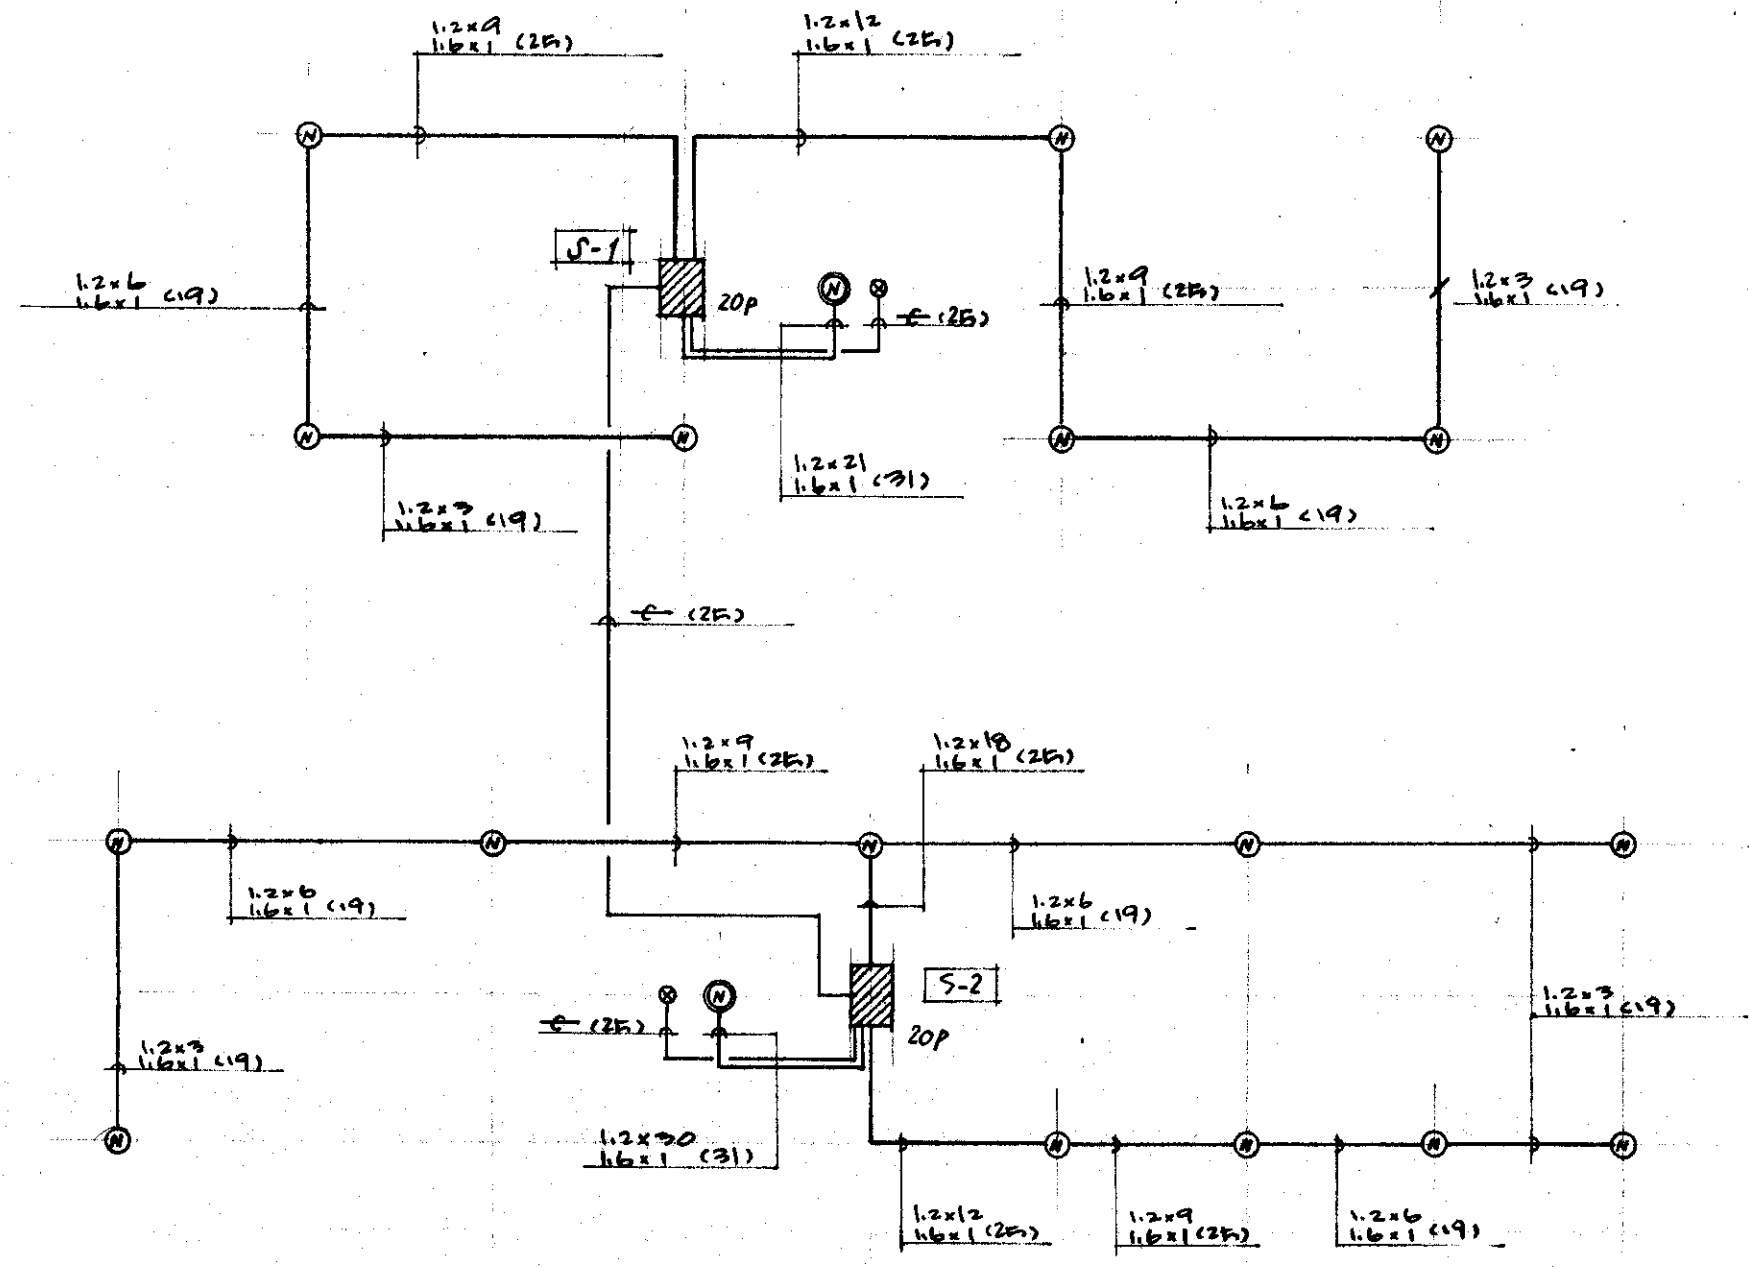 1.2×9
1.6×1 (25)
1.2×12
1.6×1 (25)
N
N
N
S-1
1.2×6
1.6×1 (19)
20P
N
1.2×9
1.6×1 (25)
1.2×3
1.6×1 (19)
(25)
N
N
N
N
1.2×21
1.6×1 (31)
1.2×3
1.6×1 (19)
1.2×6
1.6×1 (19)
(25)
1.2×9
1.6×1 (25)
1.2×18
1.6×1 (25)
N
N
N
N
N
1.2×6
1.6×1 (19)
1.2×6
1.6×1 (19)
S-2
N
(25)
20P
1.2×3
1.6×1 (19)
1.2×3
1.6×1 (19)
1.2×30
1.6×1 (31)
N
N
N
N
N
1.2×12
1.6×1 (25)
1.2×9
1.6×1 (25)
1.2×6
1.6×1 (19)